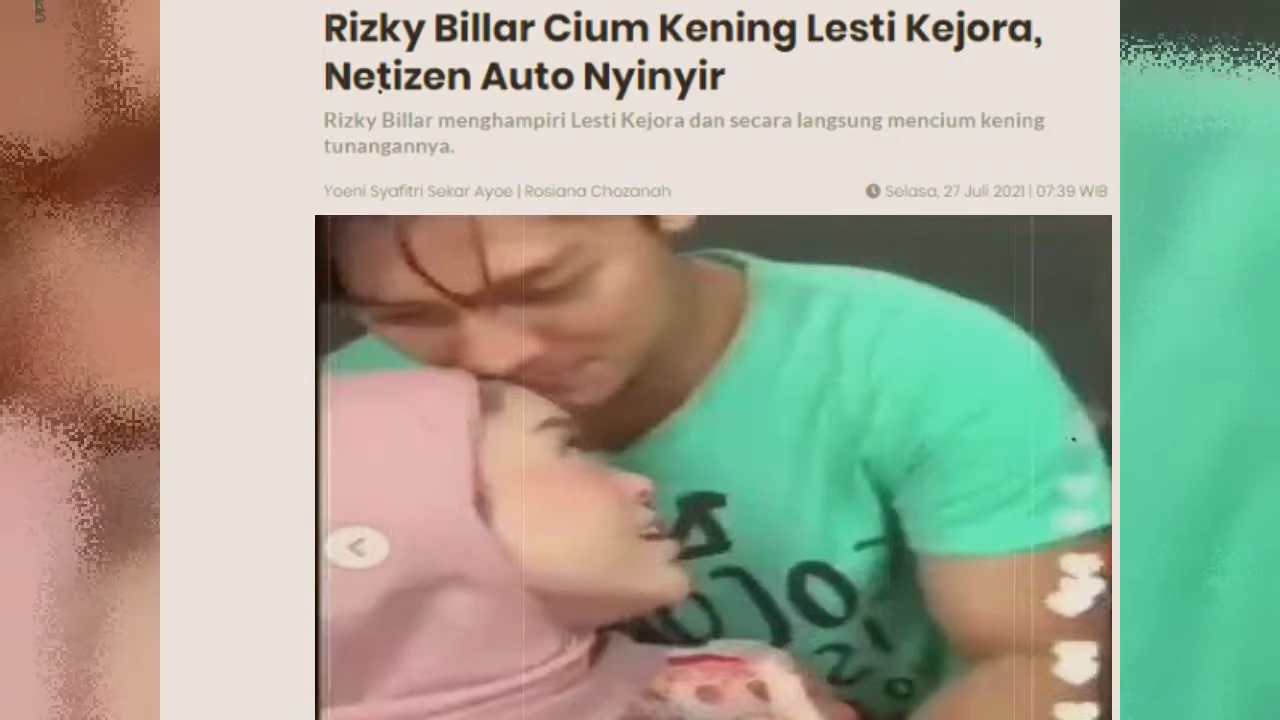 Rizky Billar Cium Kening Lesti Kejora,
Netizen Auto Nyinyir
Rizky Billar menghampiri Lesti Kejora dan secara langsung mencium kening
tunangannya.
Yoeni Syafitri Sekar Ayoe | Rosiana Chozanah
Selasa, 27 Juli 2021 | 07:39 WIB